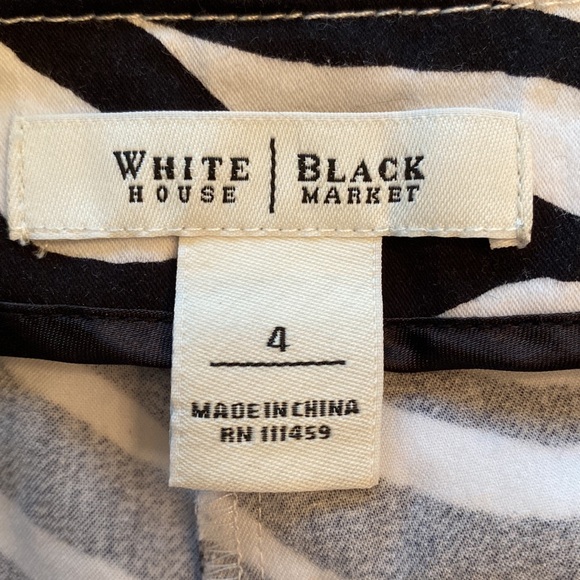 WHITE | BLACK
HOUSE | MARKET
4
MADE IN CHINA
RN 111459